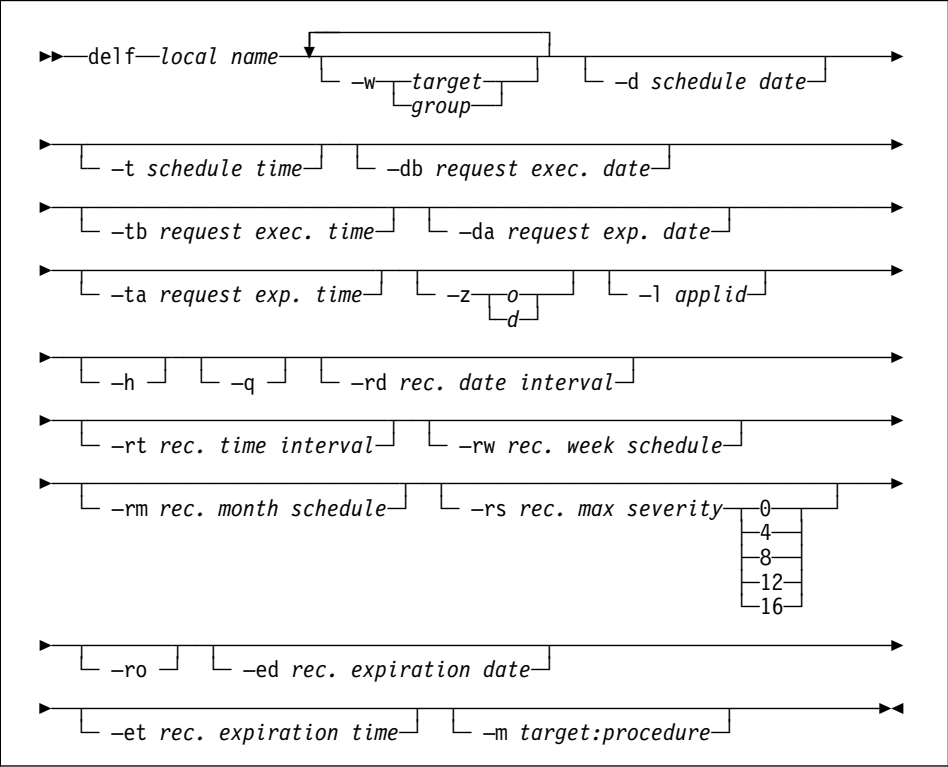 delf local name
–w target
group
–d schedule date
–t schedule time –db request exec. date
–tb request exec. time –da request exp. date
–ta request exp. time –z o –l applid
d
–h –q –rd rec. date interval
–rt rec. time interval –rw rec. week schedule
–rm rec. month schedule –rs rec. max severity 0
4
8
12
16
–ro –ed rec. expiration date
–et rec. expiration time –m target:procedure